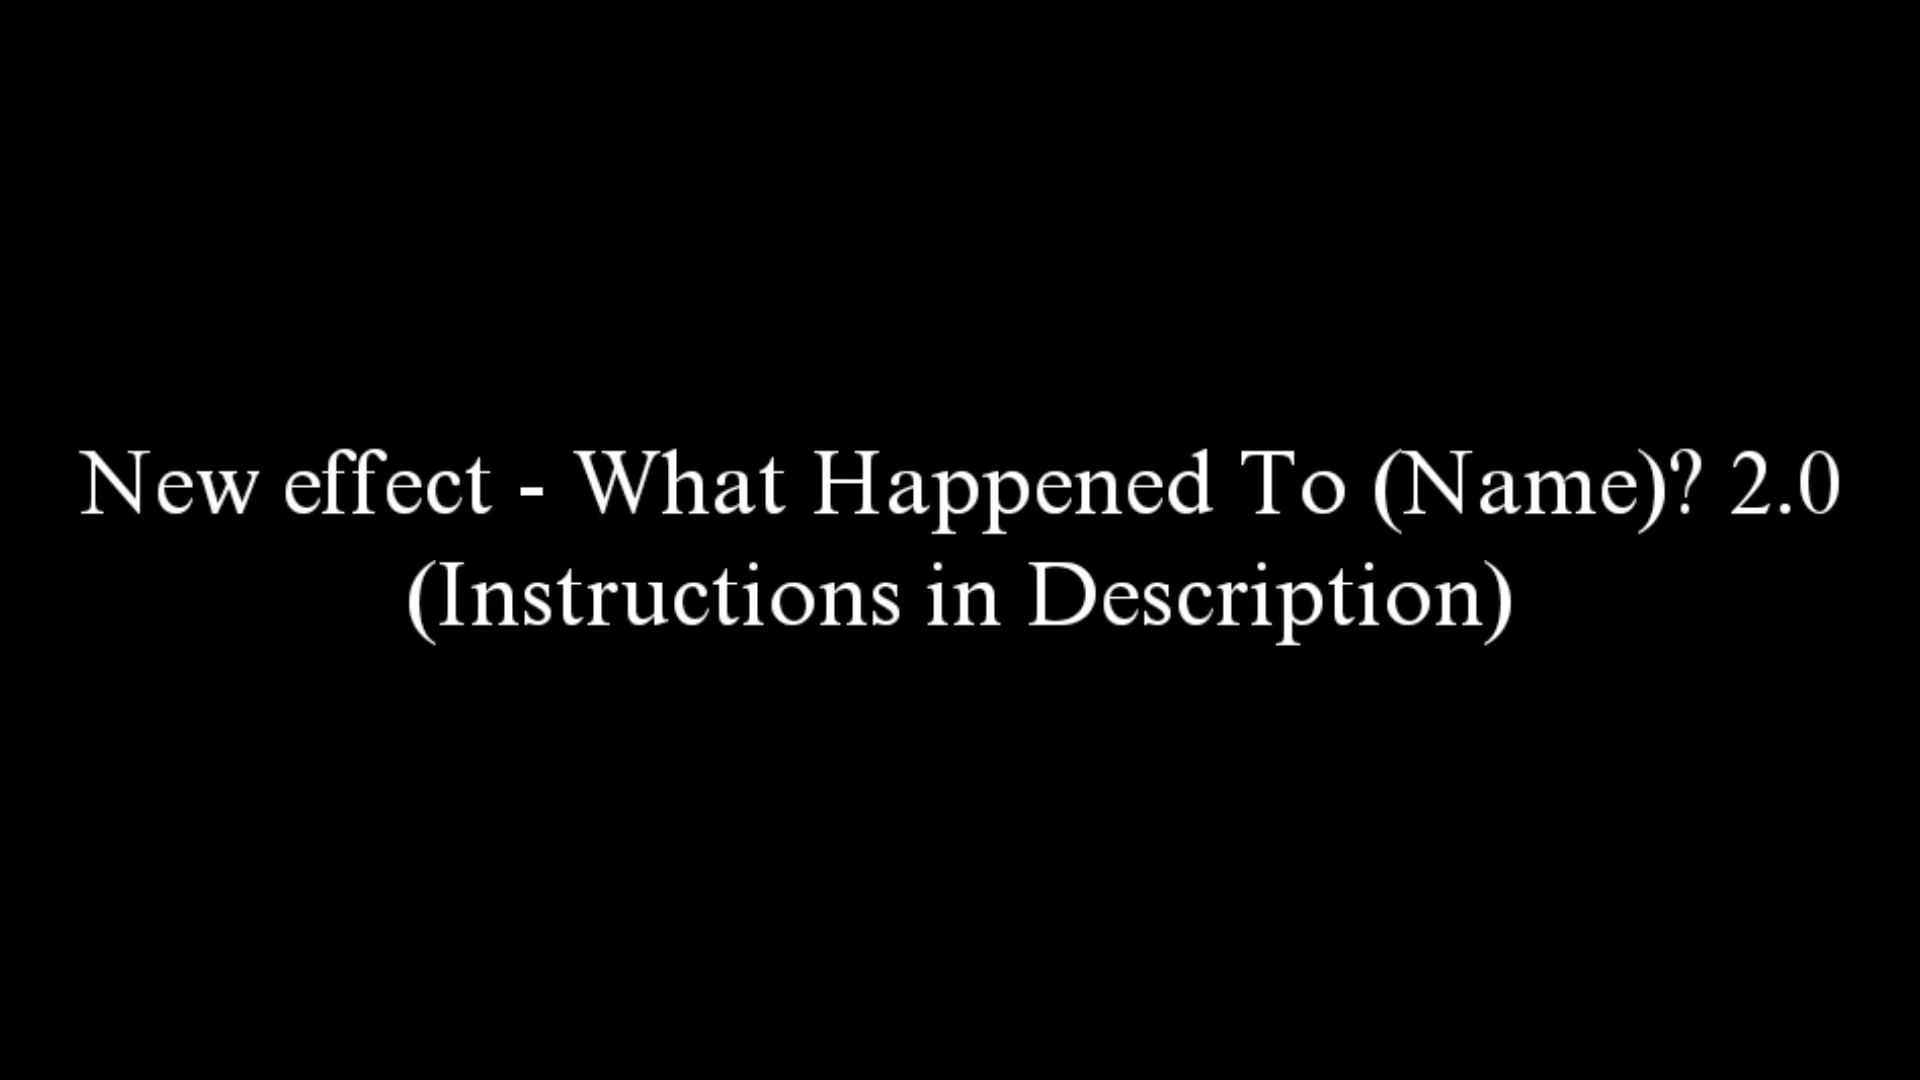 New effect - What Happened To (Name)? 2.0
(Instructions in Description)